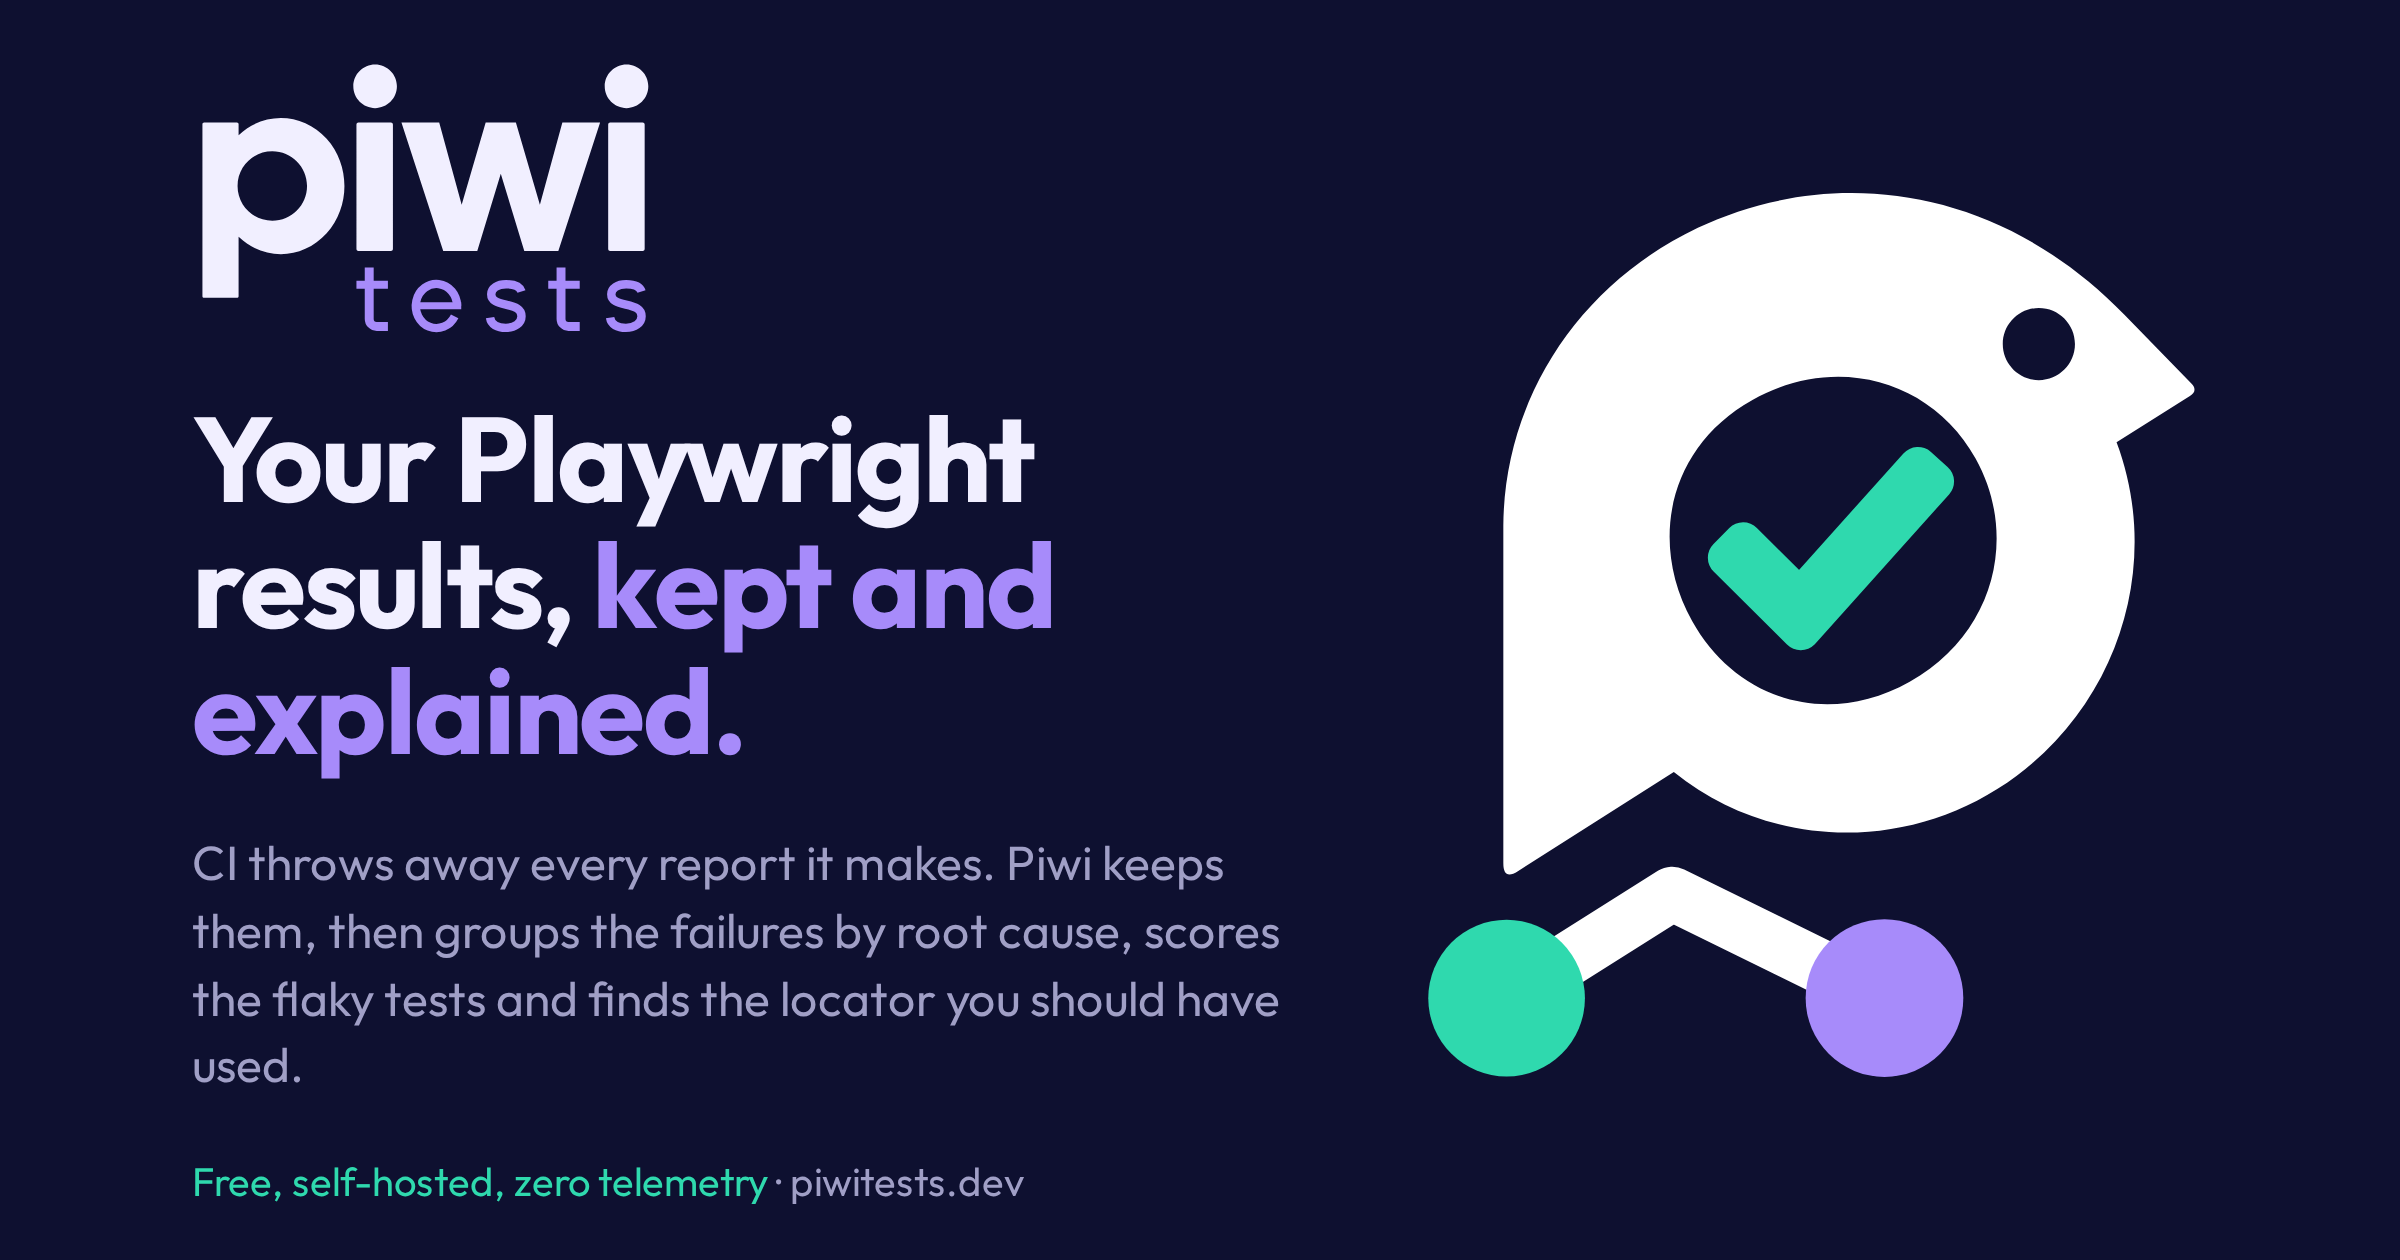 piwi
tests
Your Playwright
results, kept and
explained.
CI throws away every report it makes. Piwi keeps
them, then groups the failures by root cause, scores
the flaky tests and finds the locator you should have
used.
Free, self-hosted, zero telemetry · piwitests.dev